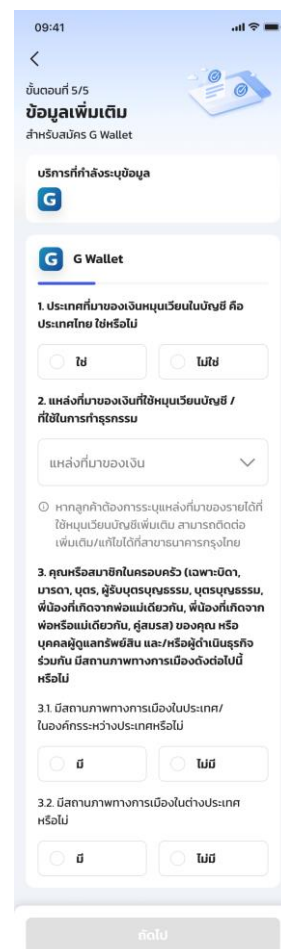 09:41
ขั้นตอนที่ 5/5
ข้อมูลเพิ่มเติม
สำหรับสมัคร G Wallet
บริการที่กำลังระบุข้อมูล
G
G G Wallet
1. ประเทศที่มาของเงินหมุนเวียนในบัญชี คือ
ประเทศไทย ใช่หรือไม่
ใช่ ไม่ใช่
2. แหล่งที่มาของเงินที่ใช้หมุนเวียนบัญชี /
ที่ใช้ในการทำธุรกรรม
แหล่งที่มาของเงิน
หากลูกค้าต้องการระบุแหล่งที่มาของรายได้ที่
ใช้หมุนเวียนบัญชีเพิ่มเติม สามารถติดต่อ
เพิ่มเติม/แก้ไขได้ที่สาขาธนาคารกรุงไทย
3. คุณหรือสมาชิกในครอบครัว (เฉพาะบิดา,
มารดา, บุตร, ผู้รับบุตรบุญธรรม, บุตรบุญธรรม,
พี่น้องที่เกิดจากพ่อแม่เดียวกัน, พี่น้องที่เกิดจาก
พ่อหรือแม่เดียวกัน, คู่สมรส) ของคุณ หรือ
บุคคลผู้ดูแลทรัพย์สิน และ/หรือผู้ดำเนินธุรกิจ
ร่วมกัน มีสถานภาพทางการเมืองดังต่อไปนี้
หรือไม่
3.1. มีสถานภาพทางการเมืองในประเทศ/
ในองค์กรระหว่างประเทศหรือไม่
มี ไม่มี
3.2. มีสถานภาพทางการเมืองในต่างประเทศ
หรือไม่
มี ไม่มี
ถัดไป